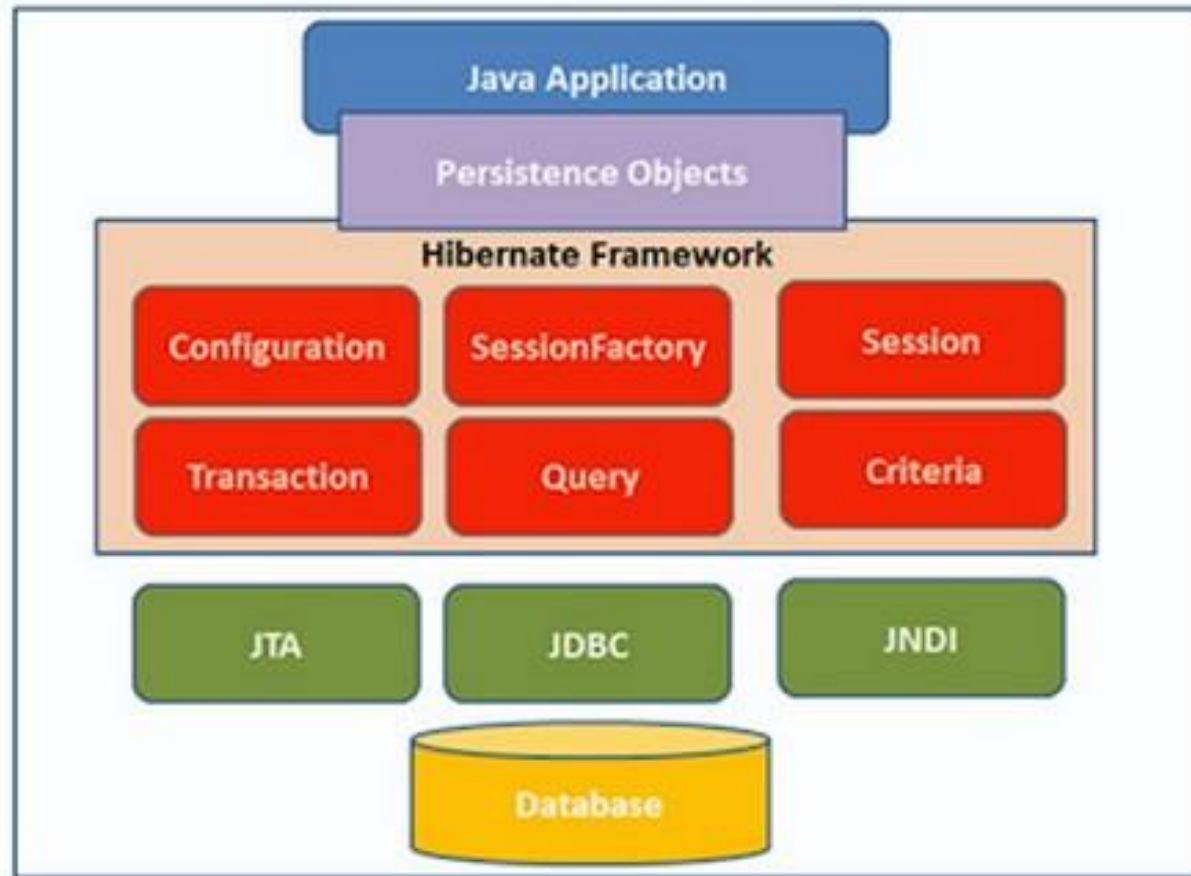 Java Application
Persistence Objects
Hibernate Framework
Configuration
SessionFactory
Session
Transaction
Query
Criteria
JTA
JDBC
JNDI
Database